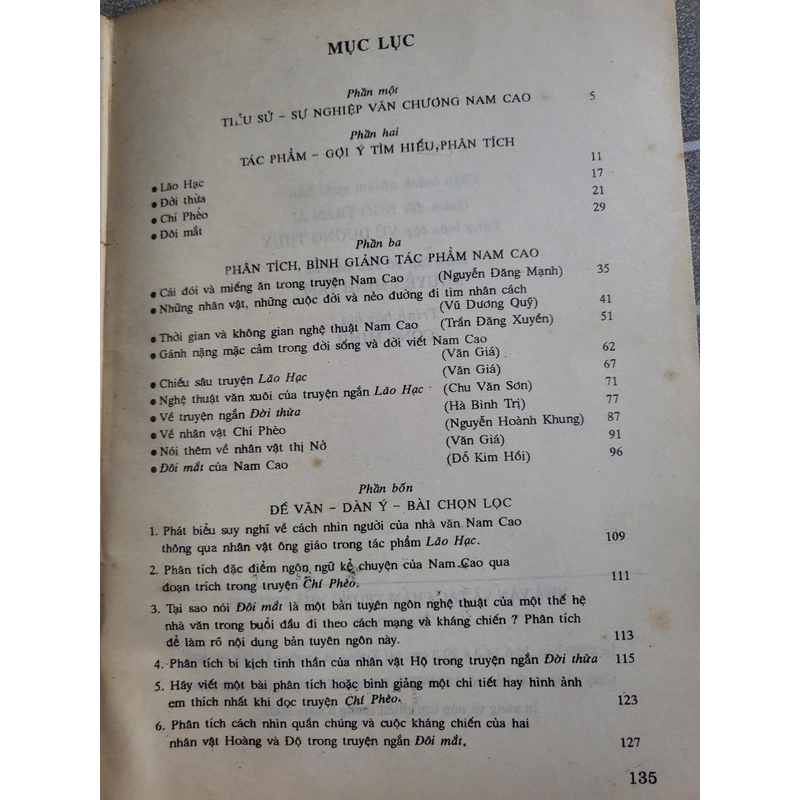 MỤC LỤC
Phần một
TIỂU SỬ – SỰ NGHIỆP VĂN CHƯƠNG NAM CAO 5
Phần hai
TÁC PHẨM – GỢI Ý TÌM HIỂU, PHÂN TÍCH
• Lão Hạc 11
• Đời thừa 17
• Chí Phèo 21
• Đôi mắt 29
Phần ba
PHÂN TÍCH, BÌNH GIẢNG TÁC PHẨM NAM CAO
• Cái đói và miếng ăn trong truyện Nam Cao (Nguyễn Đăng Mạnh) 35
• Những nhân vật, những cuộc đời và nẻo đường đi tìm nhân cách
(Vũ Dương Quỹ) 41
• Thời gian và không gian nghệ thuật Nam Cao (Trần Đăng Xuyền) 51
• Gánh nặng mặc cảm trong đời sống và đời viết Nam Cao
(Văn Giá) 62
• Chiều sâu truyện Lão Hạc (Văn Giá) 67
• Nghệ thuật văn xuôi của truyện ngắn Lão Hạc (Chu Văn Sơn) 71
• Về truyện ngắn Đời thừa (Hà Bình Trị) 77
• Về nhân vật Chí Phèo (Nguyễn Hoành Khung) 87
• Nói thêm về nhân vật thị Nở (Văn Giá) 91
• Đôi mắt của Nam Cao (Đỗ Kim Hồi) 96
Phần bốn
ĐỀ VĂN – DÀN Ý – BÀI CHỌN LỌC
1. Phát biểu suy nghĩ về cách nhìn người của nhà văn Nam Cao
thông qua nhân vật ông giáo trong tác phẩm Lão Hạc. 109
2. Phân tích đặc điểm ngôn ngữ kể chuyện của Nam Cao qua
đoạn trích trong truyện Chí Phèo. 111
3. Tại sao nói Đôi mắt là một bản tuyên ngôn nghệ thuật của một thế hệ
nhà văn trong buổi đầu đi theo cách mạng và kháng chiến ? Phân tích
để làm rõ nội dung bản tuyên ngôn này. 113
4. Phân tích bi kịch tinh thần của nhân vật Hộ trong truyện ngắn Đời thừa 115
5. Hãy viết một bài phân tích hoặc bình giảng một chi tiết hay hình ảnh
em thích nhất khi đọc truyện Chí Phèo. 123
6. Phân tích cách nhìn quần chúng và cuộc kháng chiến của hai
nhân vật Hoàng và Độ trong truyện ngắn Đôi mắt. 127
135